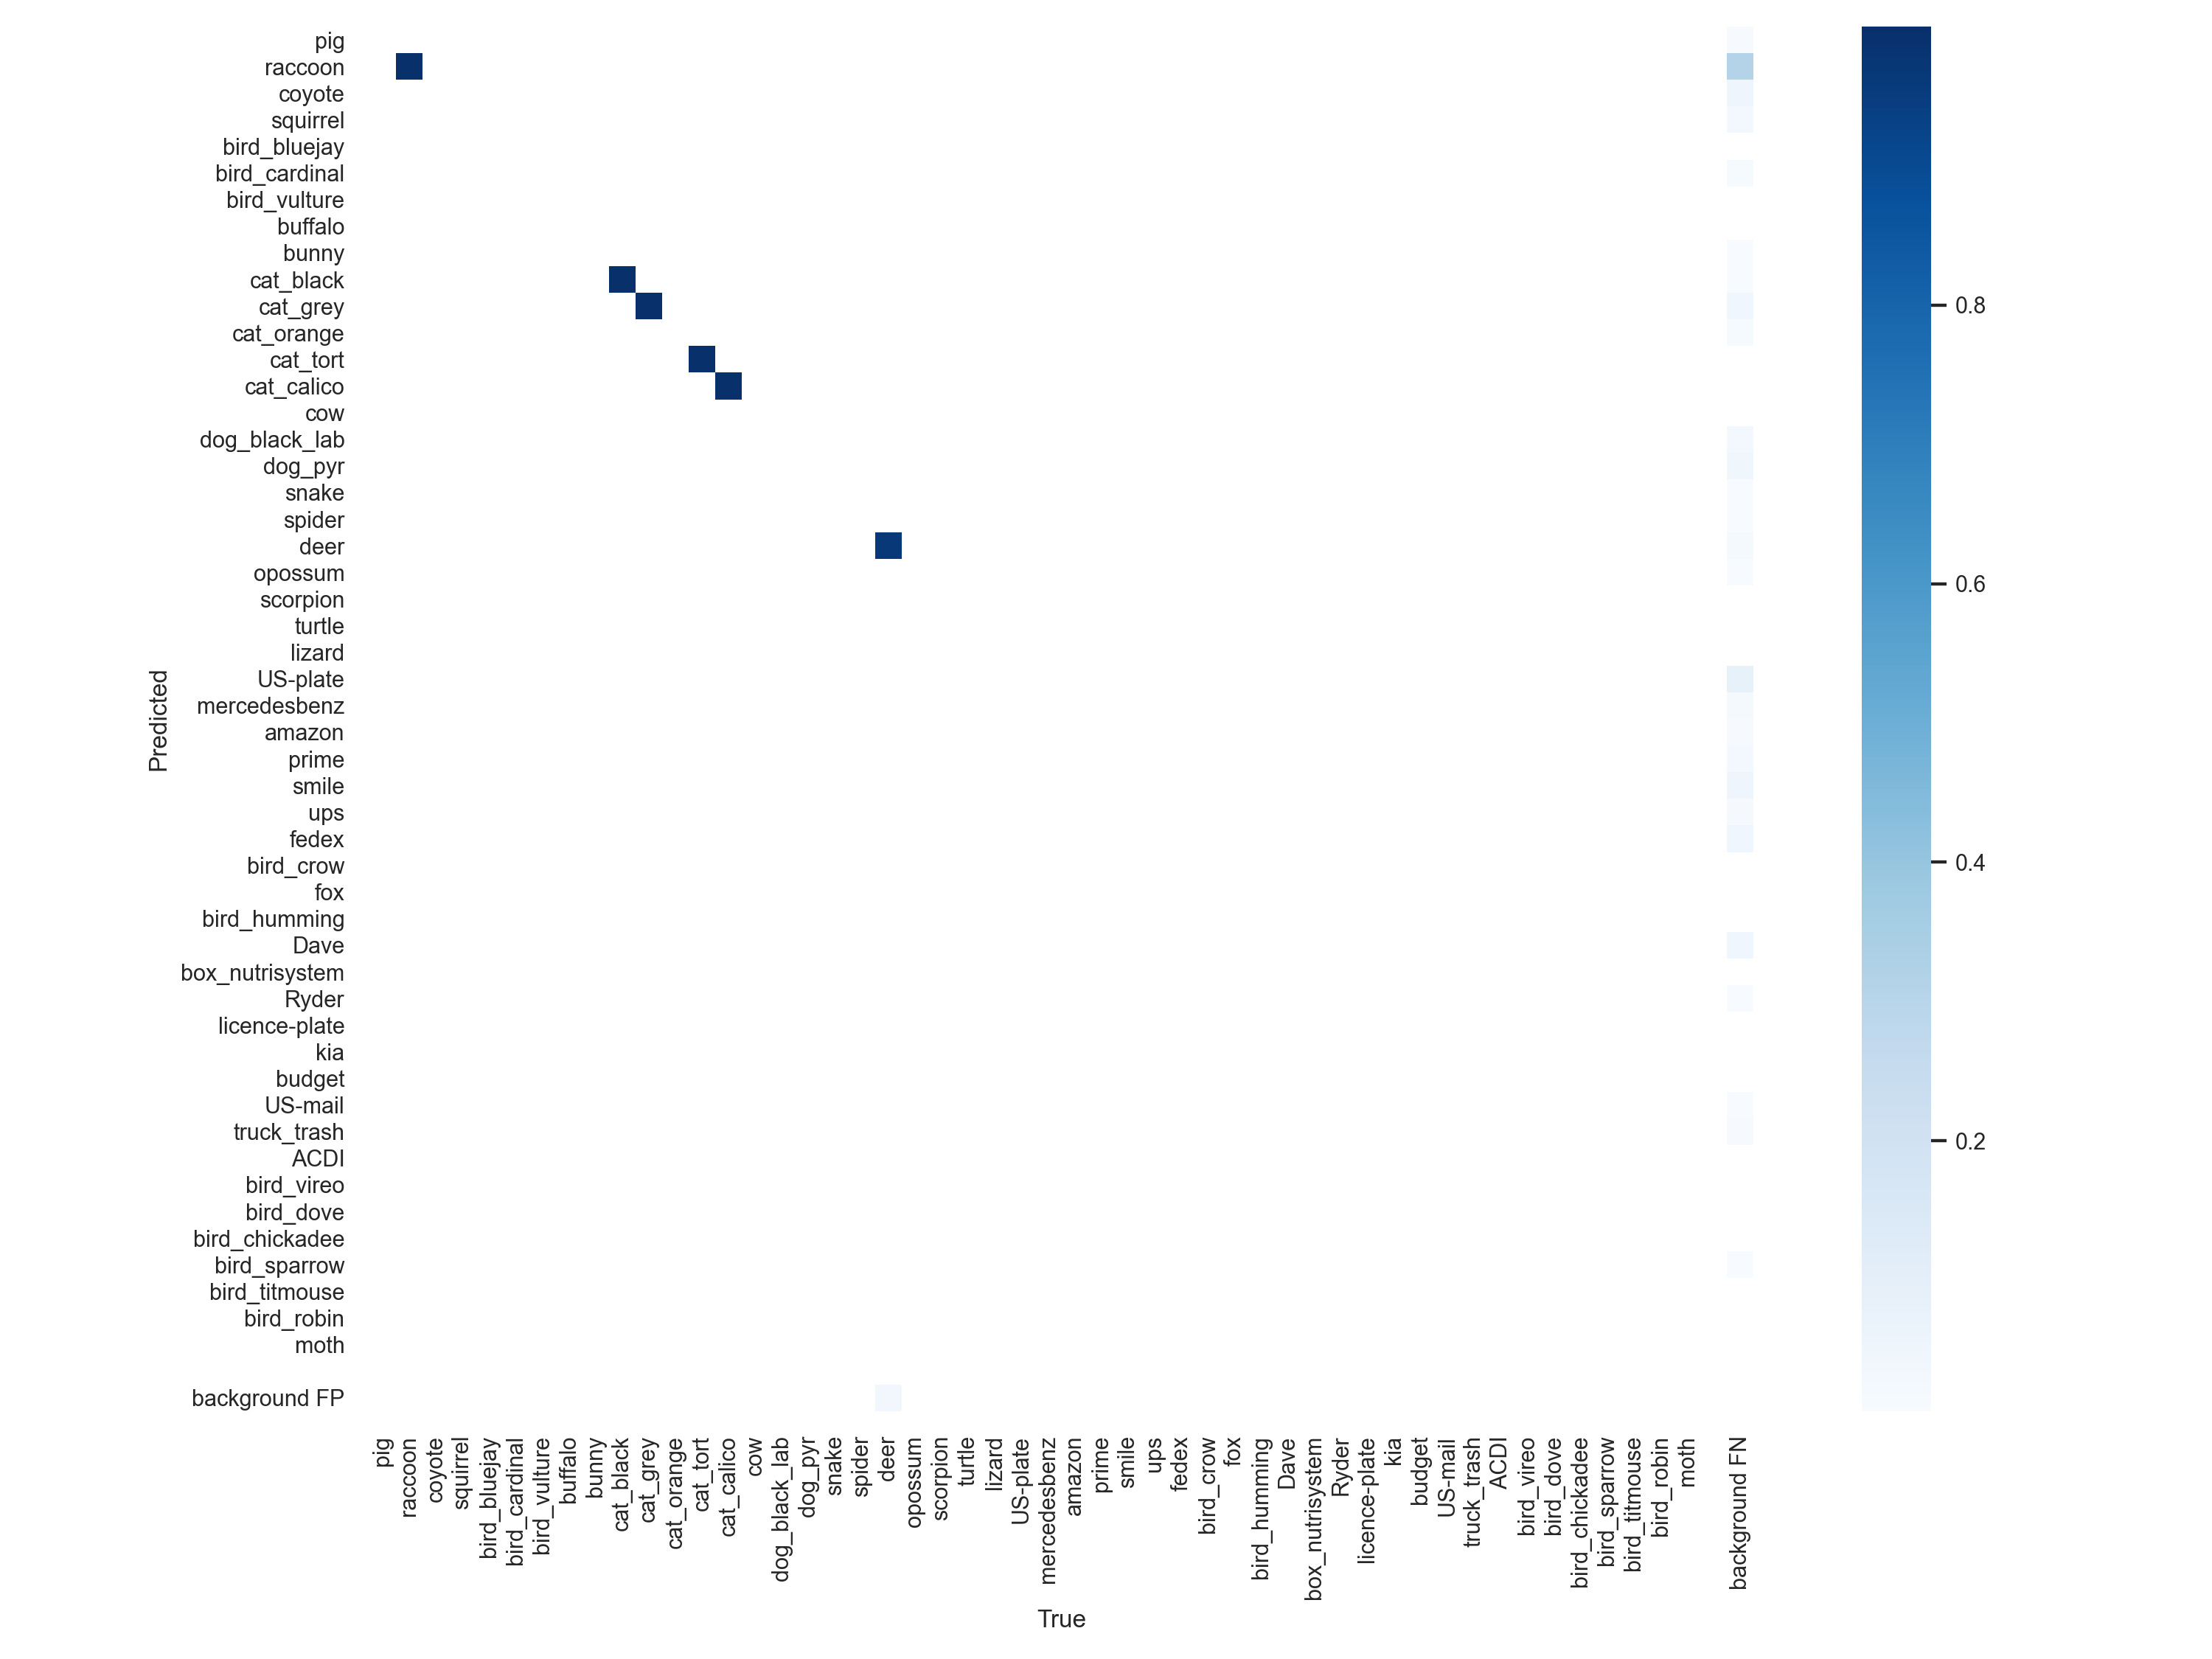 pig
raccoon
coyote
squirrel
bird_bluejay
bird_cardinal
bird_vulture
buffalo
bunny
cat_black
cat_grey
cat_orange
cat_tort
cat_calico
cow
dog_black_lab
dog_pyr
snake
spider
deer
opossum
scorpion
turtle
lizard
US-plate
mercedesbenz
amazon
prime
smile
ups
fedex
bird_crow
fox
bird_humming
Dave
box_nutrisystem
Ryder
licence-plate
kia
budget
US-mail
truck_trash
ACDI
bird_vireo
bird_dove
bird_chickadee
bird_sparrow
bird_titmouse
bird_robin
moth
background FP
Predicted
pig
raccoon
coyote
squirrel
bird_bluejay
bird_cardinal
bird_vulture
buffalo
bunny
cat_black
cat_grey
cat_orange
cat_tort
cat_calico
cow
dog_black_lab
dog_pyr
snake
spider
deer
opossum
scorpion
turtle
lizard
US-plate
mercedesbenz
amazon
prime
smile
ups
fedex
bird_crow
fox
bird_humming
Dave
box_nutrisystem
Ryder
licence-plate
kia
budget
US-mail
truck_trash
ACDI
bird_vireo
bird_dove
bird_chickadee
bird_sparrow
bird_titmouse
bird_robin
moth
background FN
True
0.8
0.6
0.4
0.2